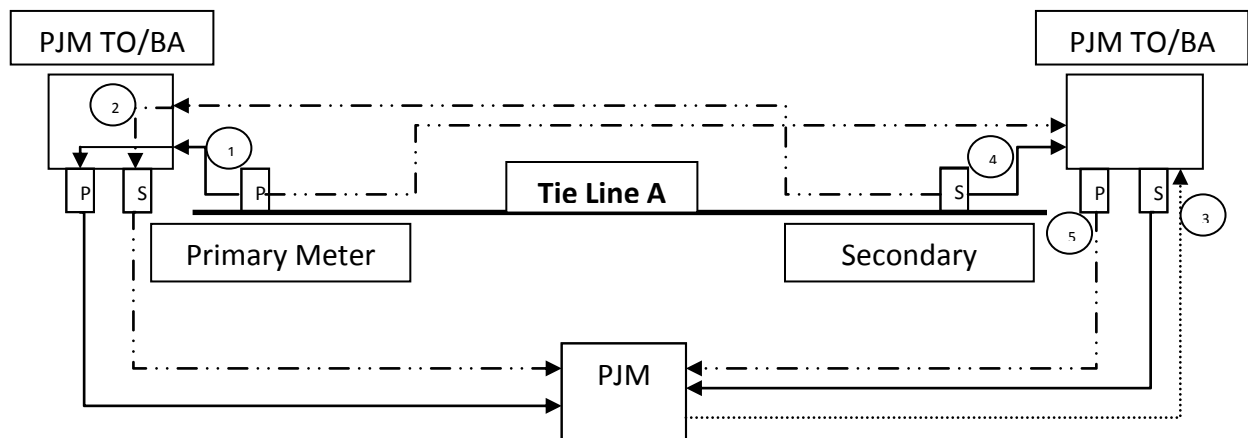 PJM TO/BA
PJM TO/BA
2
1
4
P
S
P
Tie Line A
S
P
S
3
5
Primary Meter
Secondary
PJM